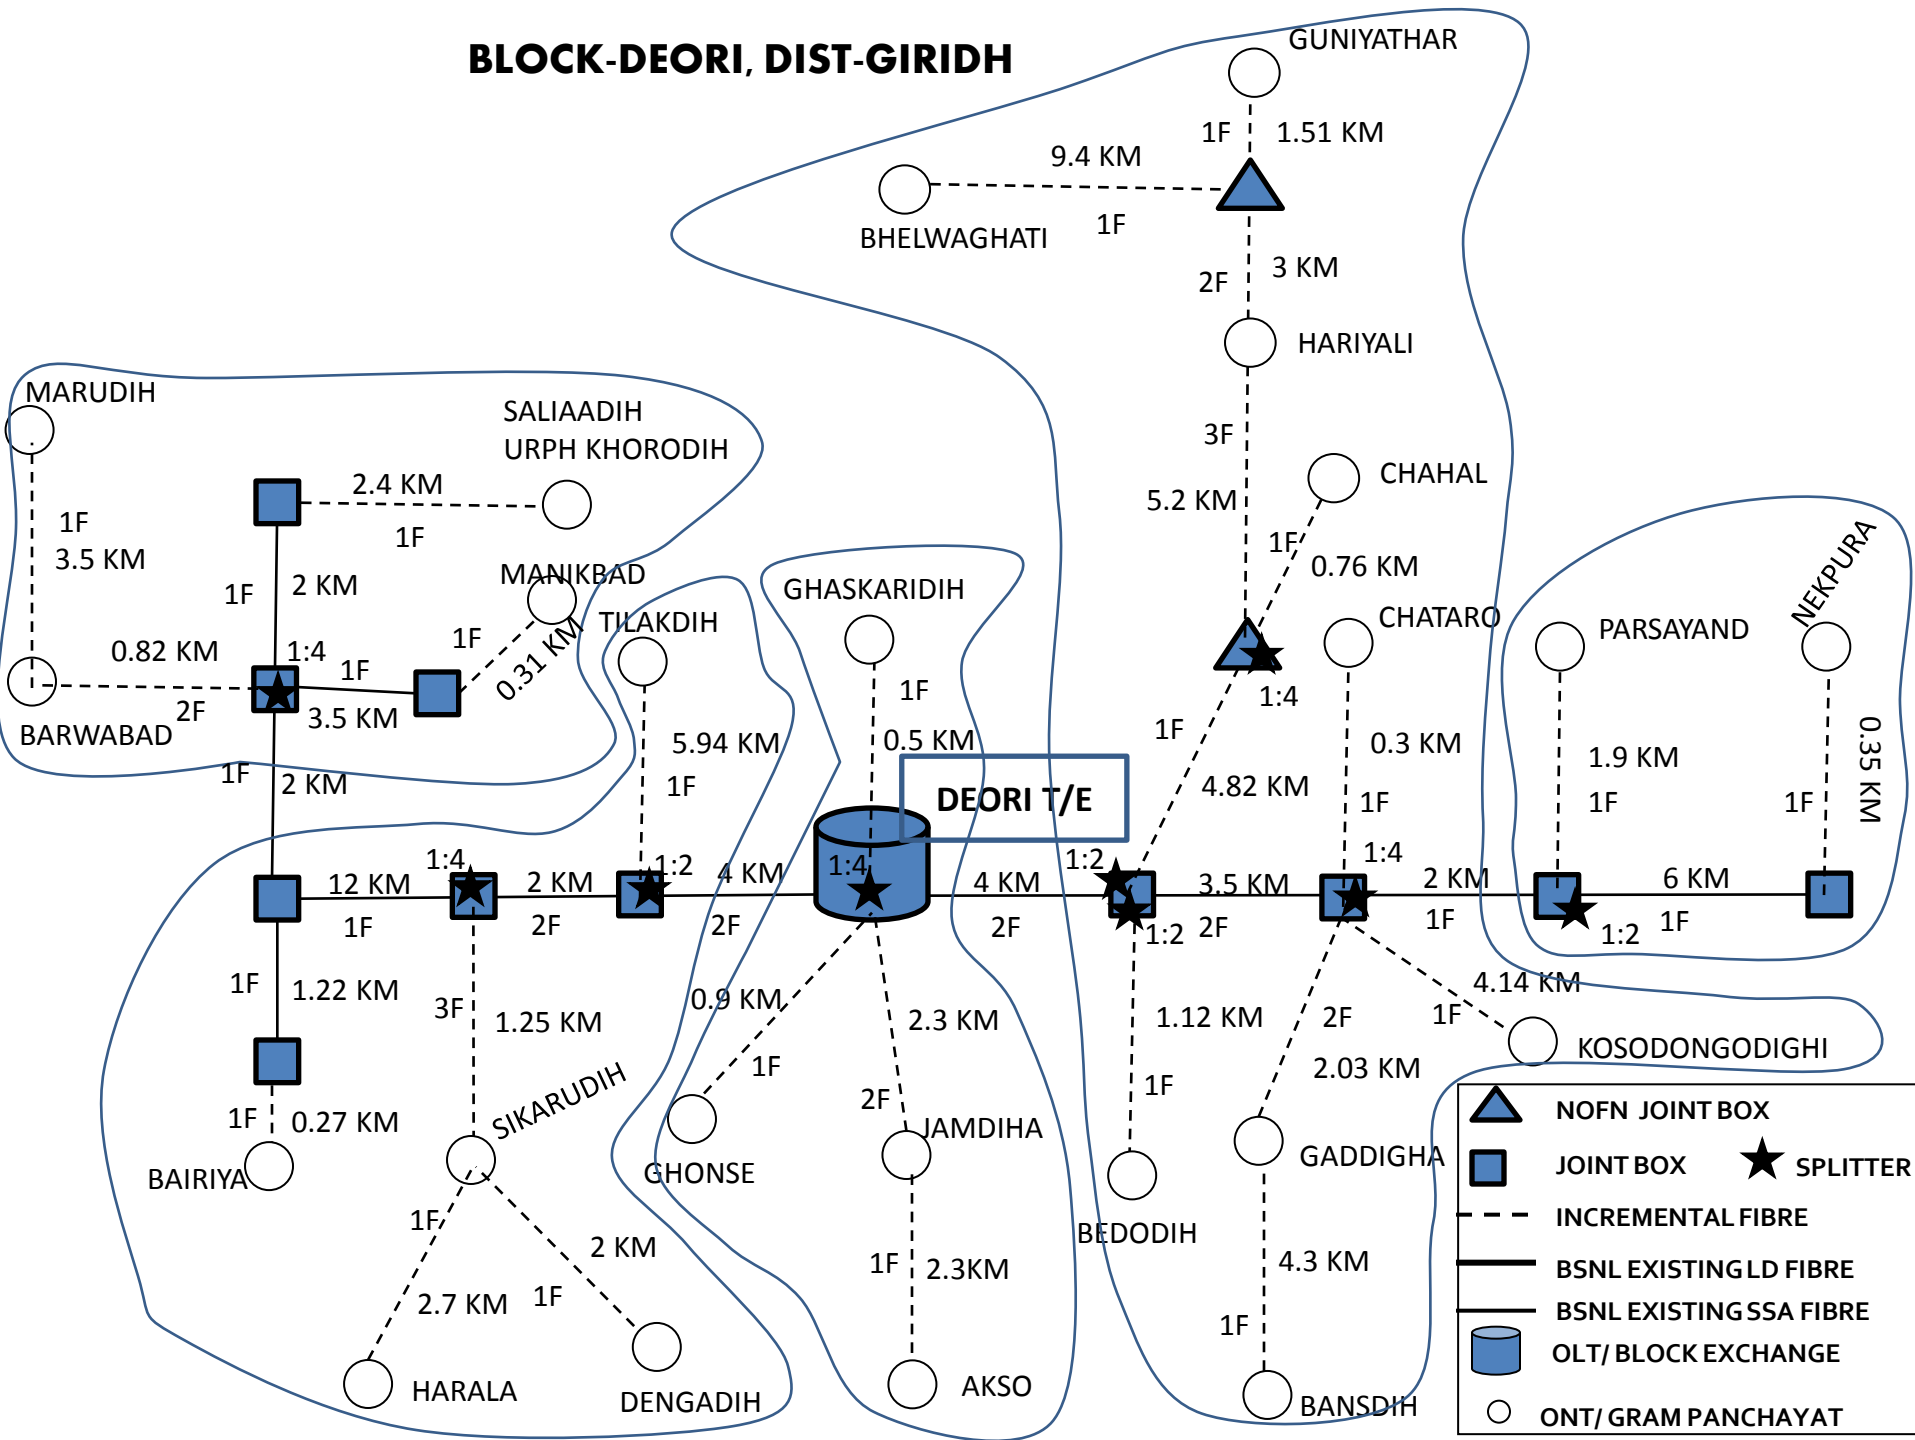 BLOCK-DEORI, DIST-GIRIDH
GUNIYATHAR
1F
1.51 KM
9.4 KM
1F
BHELWAGHATI
2F
3 KM
HARIYALI
3F
5.2 KM
CHAHAL
1F
0.76 KM
MARUDIH
SALIAADIH
URPH KHORODIH
2.4 KM
1F
1F
3.5 KM
1F
2 KM
MANIKBAD
1F
0.31 KM
0.82 KM
2F
1:4
1F
3.5 KM
BARWABAD
1F
2 KM
TILAKDIH
5.94 KM
1F
GHASKARIDIH
1F
0.5 KM
DEORI T/E
1F
4.82 KM
1:4
CHATARO
0.3 KM
1F
PARSAYAND
1.9 KM
1F
NEKPURA
0.35 KM
1F
12 KM
1F
1:4
2 KM
2F
1:2
4 KM
2F
1:4
4 KM
2F
1:2
1:2
3.5 KM
2F
1:4
2 KM
1F
1:2
6 KM
1F
1F
1.22 KM
3F
1.25 KM
0.9 KM
1F
2.3 KM
2F
1.12 KM
1F
2F
2.03 KM
4.14 KM
1F
KOSODONGODIGHI
1F
0.27 KM
BAIRIYA
SIKARUDIH
GHONSE
JAMDIHA
BEDODIH
GADDIGHA
1F
2.7 KM
2 KM
1F
1F
2.3KM
4.3 KM
1F
HARALA
DENGADIH
AKSO
BANSDIH
NOFN JOINT BOX
JOINT BOX
SPLITTER
INCREMENTAL FIBRE
BSNL EXISTING LD FIBRE
BSNL EXISTING SSA FIBRE
OLT/ BLOCK EXCHANGE
ONT/ GRAM PANCHAYAT